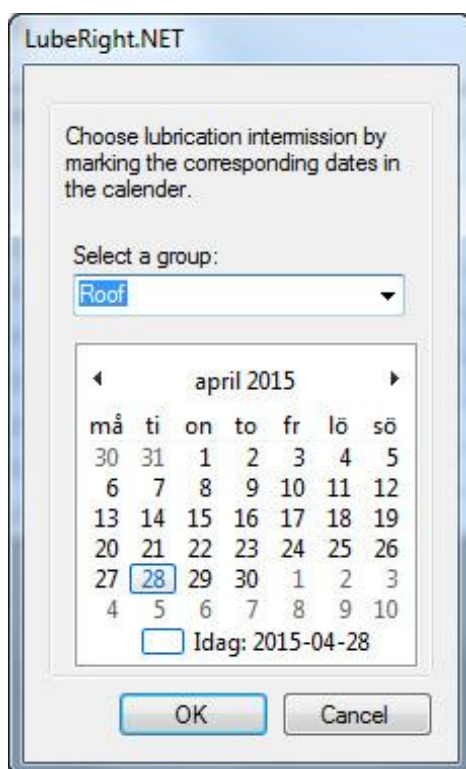 LubeRight.NET
Choose lubrication intermission by
marking the corresponding dates in
the calender.
Select a group:
Roof
april 2015
må ti on to fr lö sö
30 31 1 2 3 4 5
6 7 8 9 10 11 12
13 14 15 16 17 18 19
20 21 22 23 24 25 26
27 28 29 30 1 2 3
4 5 6 7 8 9 10
Idag: 2015-04-28
OK Cancel